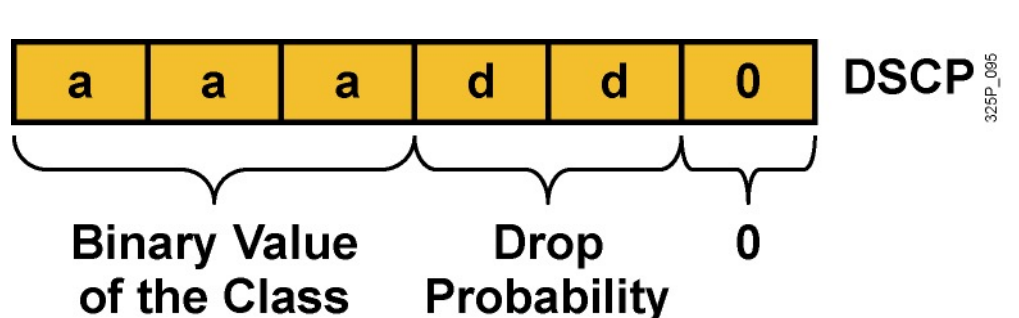 a a a d d 0 DSCP
325P_095
Binary Value Drop 0
of the Class Probability